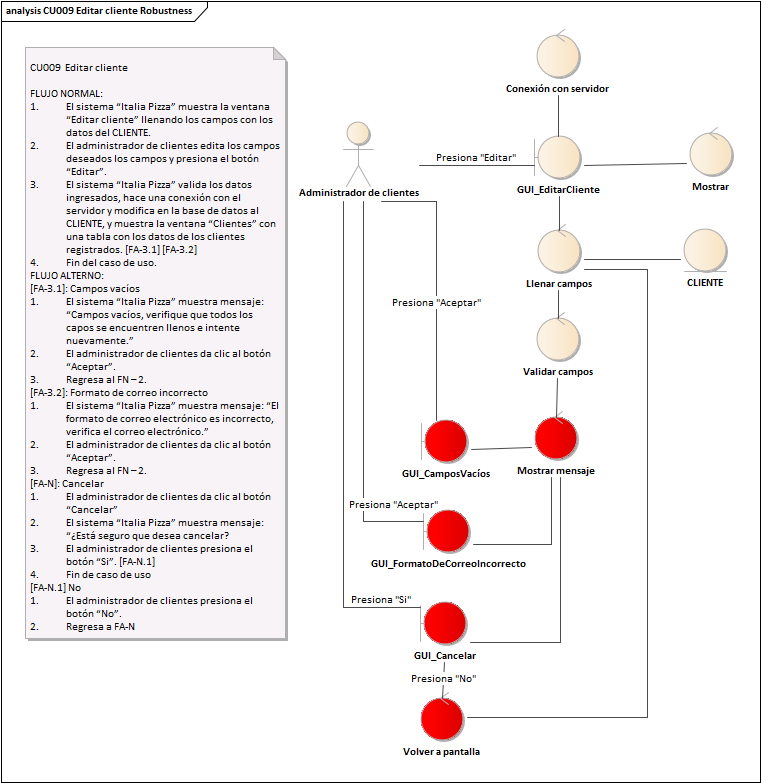 analysis CU009 Editar cliente Robustness
CU009 Editar cliente
FLUJO NORMAL:
1. El sistema “Italia Pizza” muestra la ventana
“Editar cliente” llenando los campos con los
datos del CLIENTE.
2. El administrador de clientes edita los campos
deseados los campos y presiona el botón
“Editar”.
3. El sistema “Italia Pizza” valida los datos
ingresados, hace una conexión con el
servidor y modifica en la base de datos al
CLIENTE, y muestra la ventana “Clientes” con
una tabla con los datos de los clientes
registrados. [FA-3.1] [FA-3.2]
4. Fin del caso de uso.
FLUJO ALTERNO:
[FA-3.1]: Campos vacíos
1. El sistema “Italia Pizza” muestra mensaje:
“Campos vacíos, verifique que todos los
capos se encuentren llenos e intente
nuevamente.”
2. El administrador de clientes da clic al botón
“Aceptar”.
3. Regresa al FN – 2.
[FA-3.2]: Formato de correo incorrecto
1. El sistema “Italia Pizza” muestra mensaje: “El
formato de correo electrónico es incorrecto,
verifica el correo electrónico.”
2. El administrador de clientes da clic al botón
“Aceptar”.
3. Regresa al FN – 2.
[FA-N]: Cancelar
1. El administrador de clientes da clic al botón
“Cancelar”
2. El sistema “Italia Pizza” muestra mensaje:
“¿Está seguro que desea cancelar?
3. El administrador de clientes presiona el
botón “Si”. [FA-N.1]
4. Fin de caso de uso
[FA-N.1] No
1. El administrador de clientes presiona el
botón “No”.
2. Regresa a FA-N
Conexión con servidor
Presiona "Editar"
GUI_EditarCliente
Mostrar
Administrador de clientes
Llenar campos
CLIENTE
Presiona "Aceptar"
Validar campos
GUI_CamposVacíos
Mostrar mensaje
Presiona "Aceptar"
GUI_FormatoDeCorreoIncorrecto
Presiona "Si"
GUI_Cancelar
Presiona "No"
Volver a pantalla